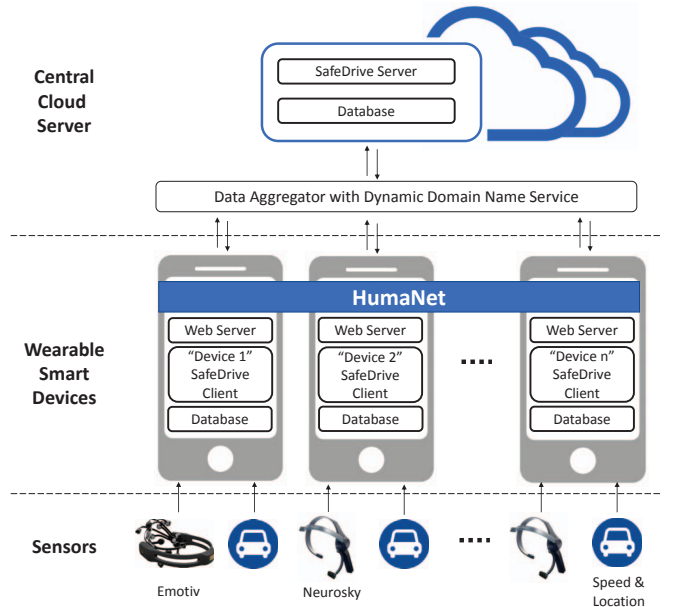 Central
Cloud
Server
SafeDrive Server
Database
Data Aggregator with Dynamic Domain Name Service
HumaNet
Wearable
Smart
Devices
Web Server
"Device 1"
SafeDrive
Client
Database
Web Server
"Device 2"
SafeDrive
Client
Database
....
Web Server
"Device n"
SafeDrive
Client
Database
Sensors
Emotiv
Neurosky
....
Speed &
Location